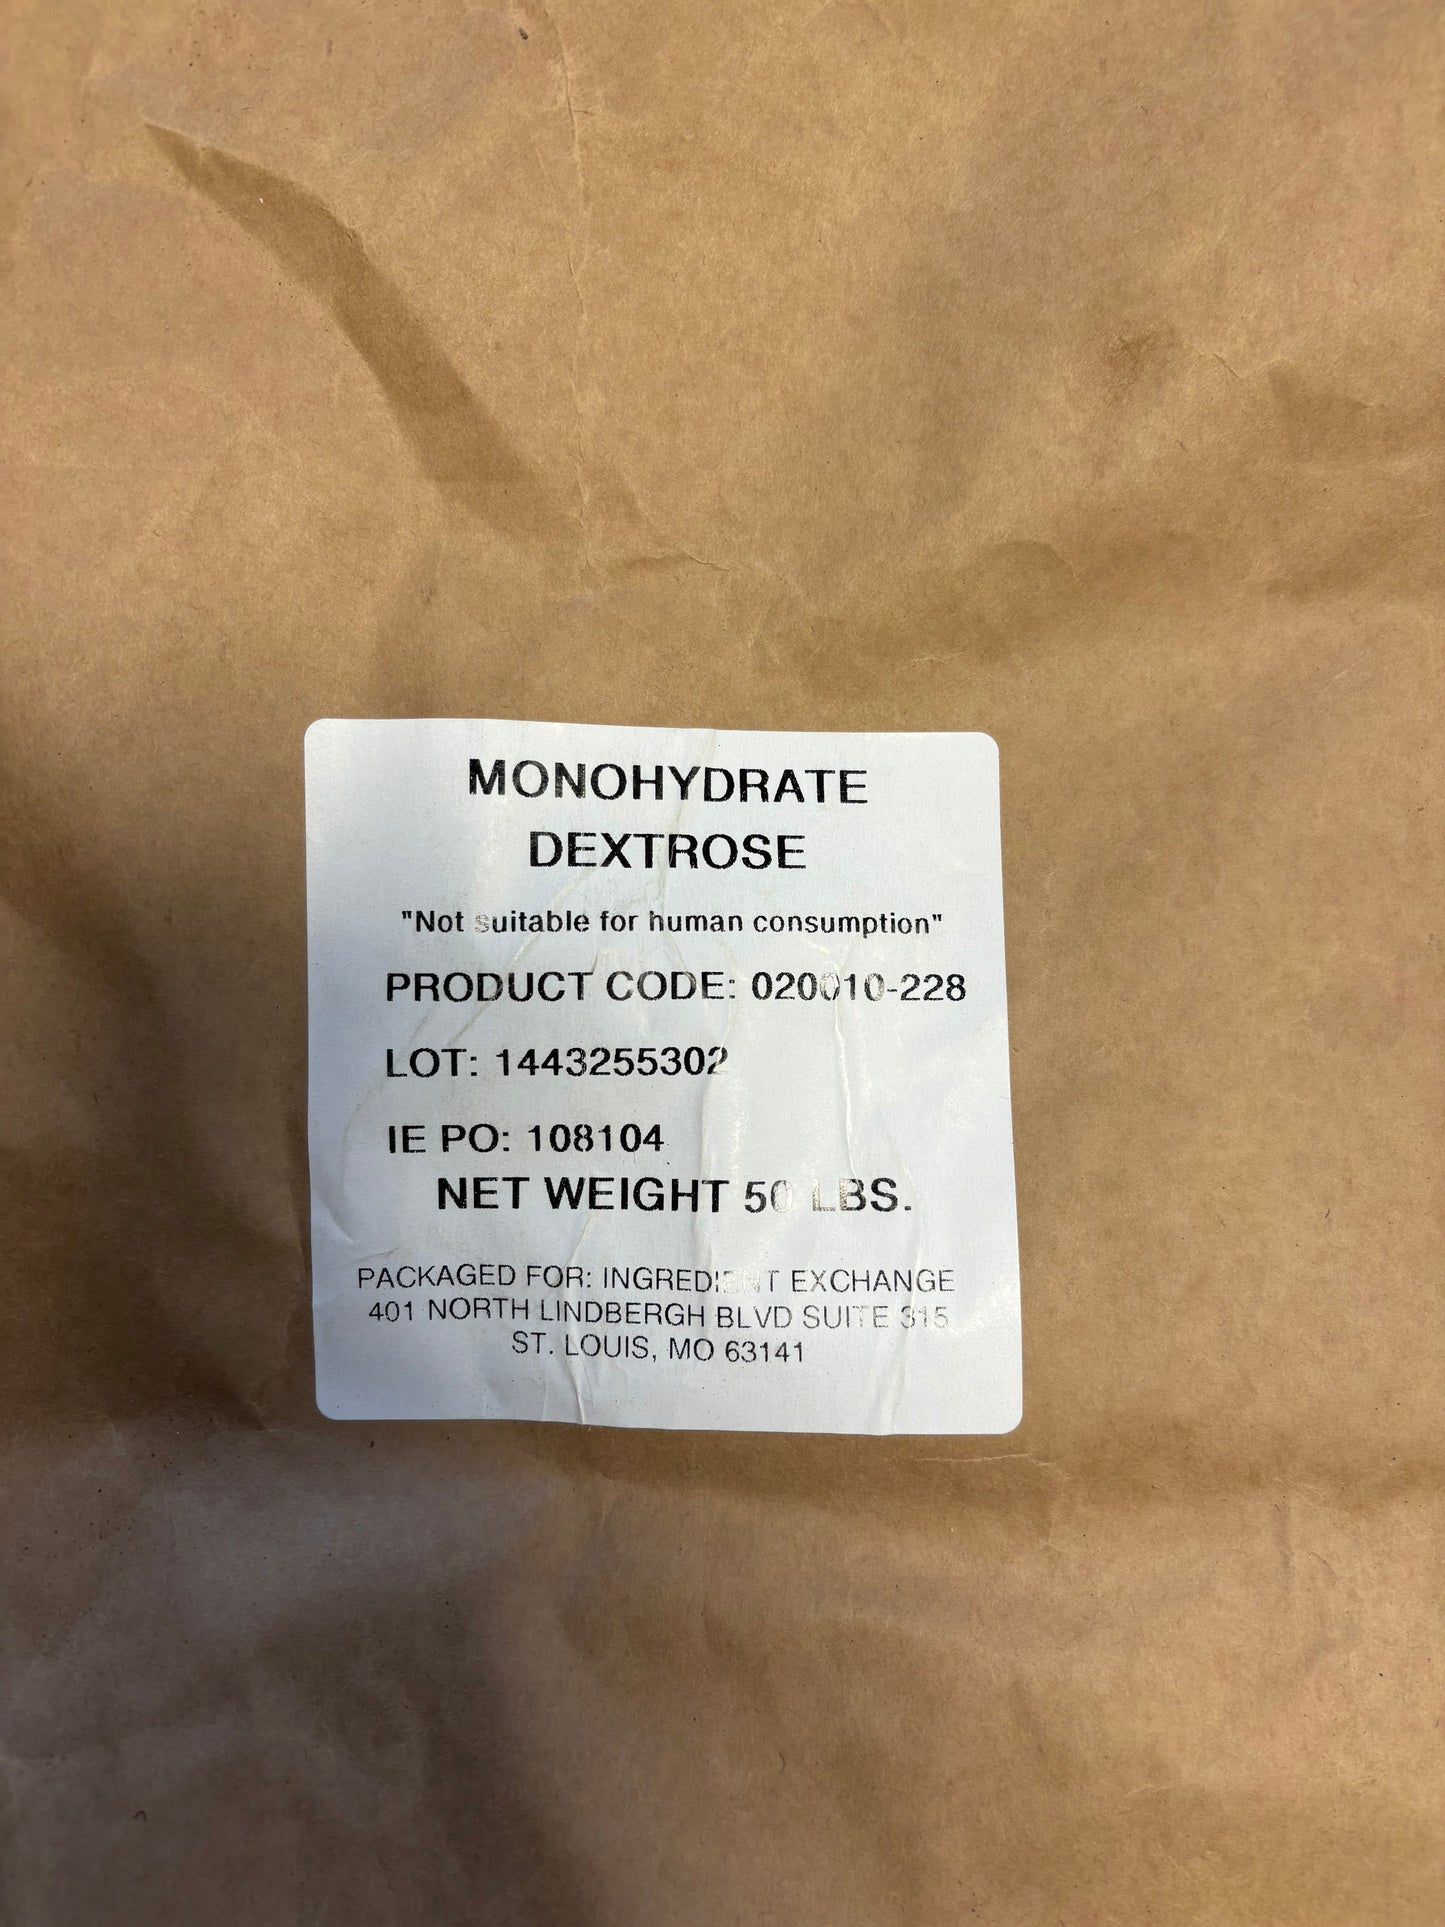 MONOHYDRATE
DEXTROSE
"Not suitable for human consumption"
PRODUCT CODE: 020010-228
LOT: 1443255302
IE PO: 108104
NET WEIGHT 50 LBS.
PACKAGED FOR: INGREDIENT EXCHANGE
401 NORTH LINDBERGH BLVD SUITE 315
ST. LOUIS, MO 63141